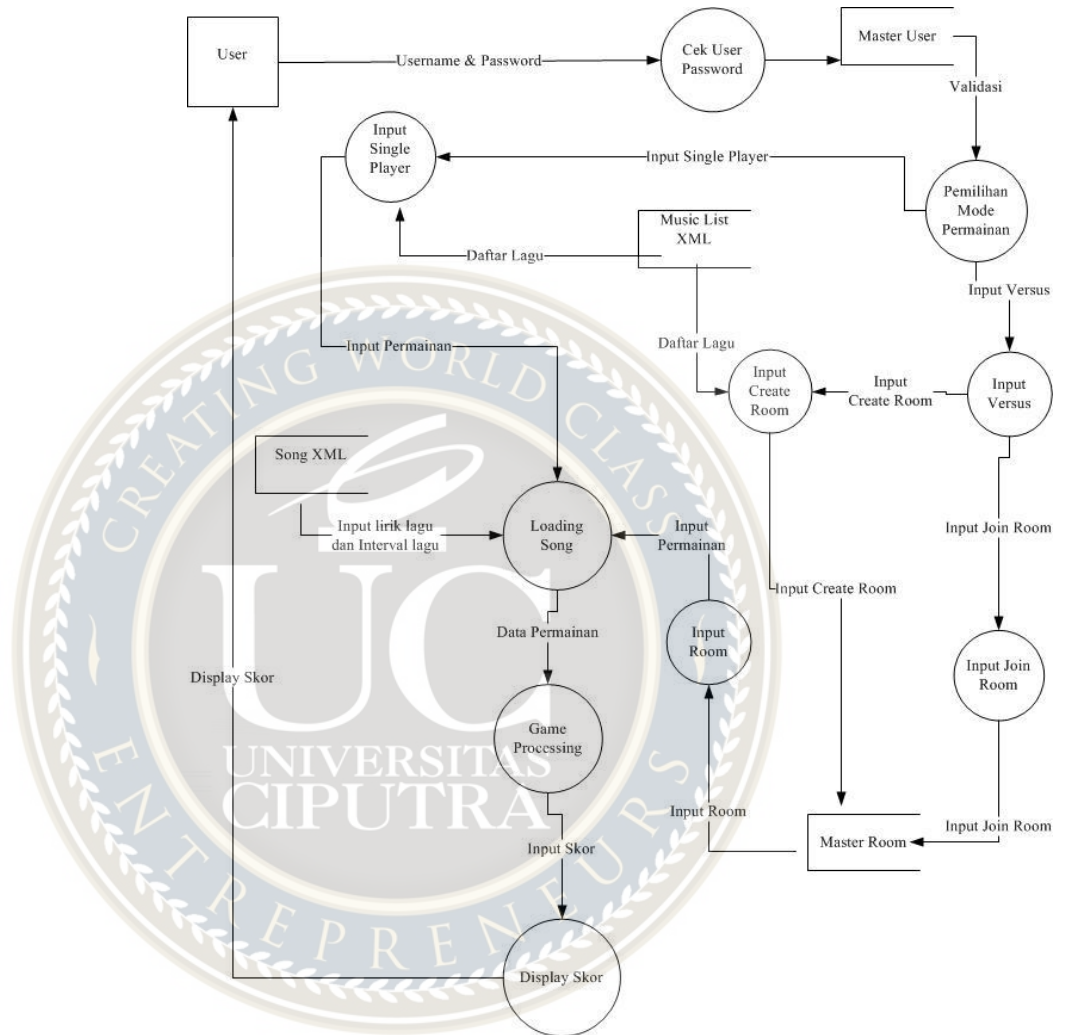 User
Username & Password
Cek User
Password
Master User
Validasi
Input
Single
Player
Input Single Player
Pemilihan
Mode
Permainan
Music List
XML
Daftar Lagu
Input Versus
Input Permainan
Daftar Lagu
Input
Create
Room
Input
Create Room
Input
Versus
Song XML
Input lirik lagu
dan Interval lagu
Loading
Song
Input
Permainan
Input Join Room
Input Create Room
Data Permainan
Input
Room
Input Join
Room
Display Skor
Game
Processing
Input Room
Master Room
Input Join Room
Input Skor
Display Skor
CREATING WORLD CLASS
UC
UNIVERSITAS
CIPUTRA
ENTREPRENEURS